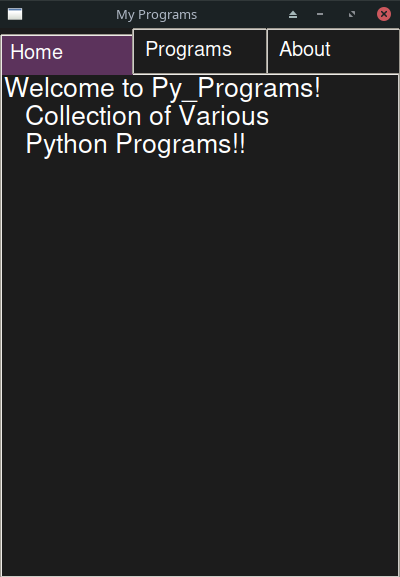 My Programs
Home
Programs
About
Welcome to Py_Programs!
Collection of Various
Python Programs!!